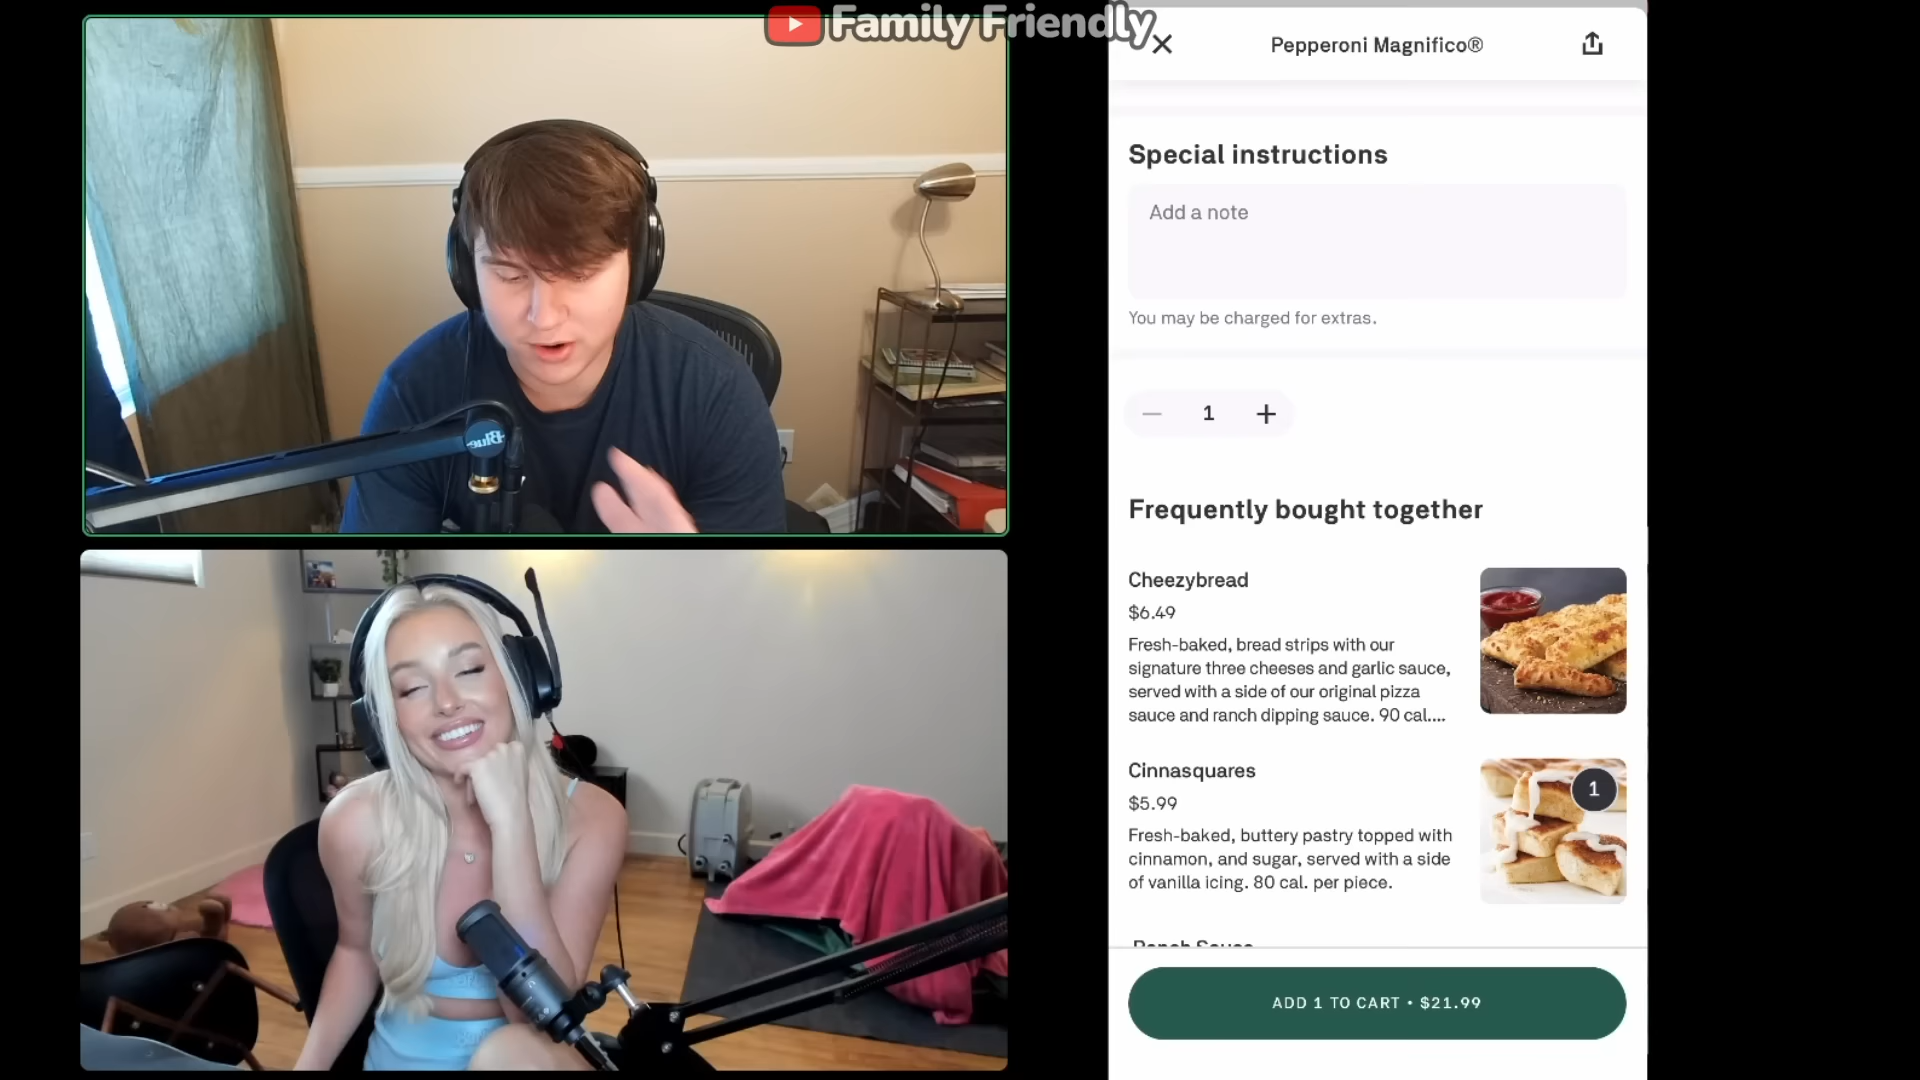 Family Friendly
Pepperoni Magnifico®
Special instructions
Add a note
You may be charged for extras.
1
Frequently bought together
Cheezybread
$6.49
Fresh-baked, bread strips with our
signature three cheeses and garlic sauce,
served with a side of our original pizza
sauce and ranch dipping sauce. 90 cal....
Cinnasquares
1
$5.99
Fresh-baked, buttery pastry topped with
cinnamon, and sugar, served with a side
of vanilla icing. 80 cal. per piece.
Ranch Sauce
ADD 1 TO CART • $21.99
Blue